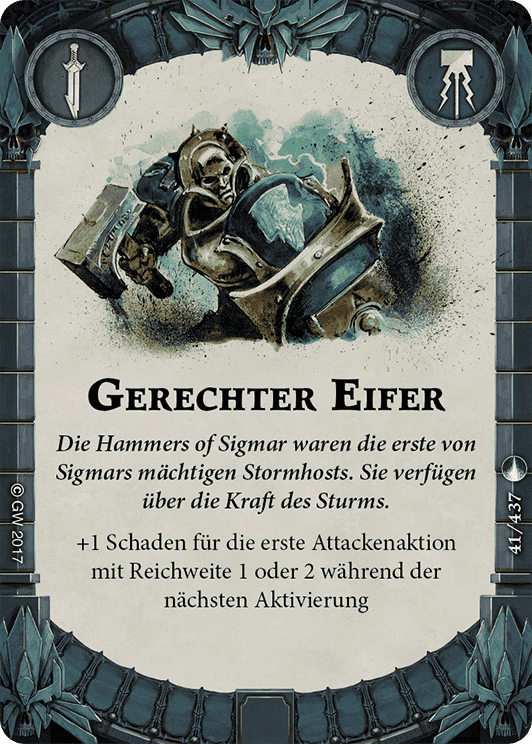 Gerechter Eifer
Die Hammers of Sigmar waren die erste von
Sigmars mächtigen Stormhosts. Sie verfügen
über die Kraft des Sturms.
+1 Schaden für die erste Attackenaktion
mit Reichweite 1 oder 2 während der
nächsten Aktivierung
© GW 2017
41/437